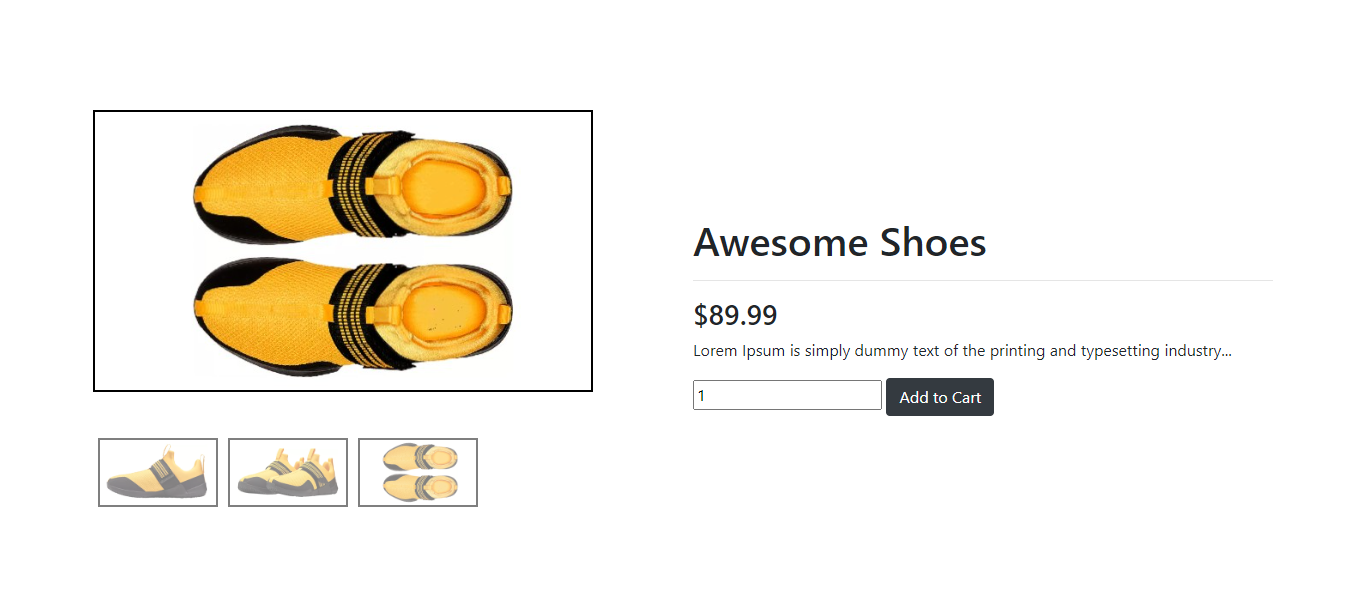 Awesome Shoes
$89.99
Lorem Ipsum is simply dummy text of the printing and typesetting industry...
1
Add to Cart